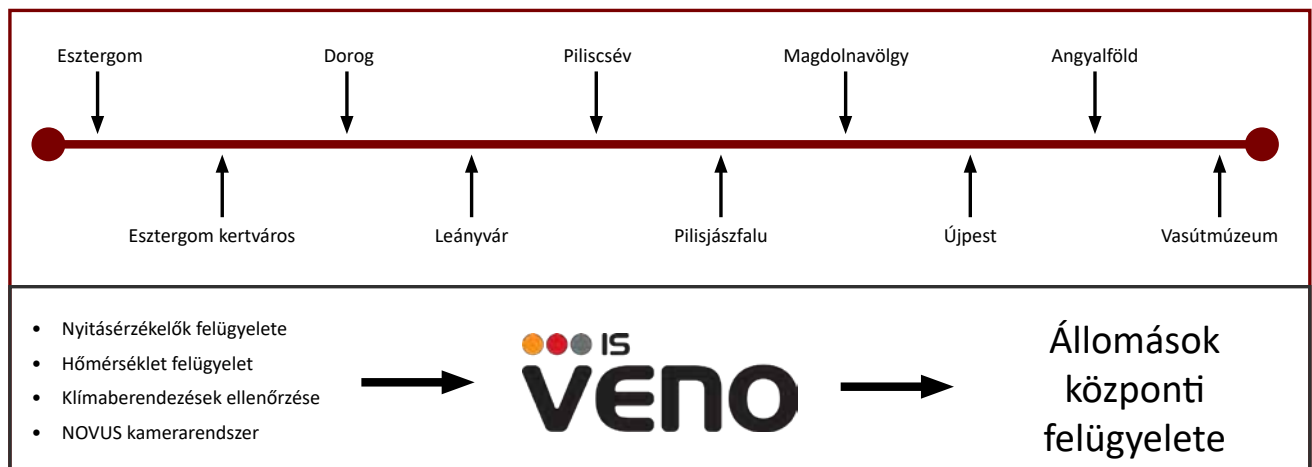 Esztergom
Dorog
Piliscsév
Magdolnavölgy
Angyalföld
Esztergom kertváros
Leányvár
Pilisjászfalu
Újpest
Vasútmúzeum
• Nyitásérzékelők felügyelete
• Hőmérséklet felügyelet
• Klímaberendezések ellenőrzése
• NOVUS kamerarendszer
IS
VENO
Állomások
központi
felügyelete